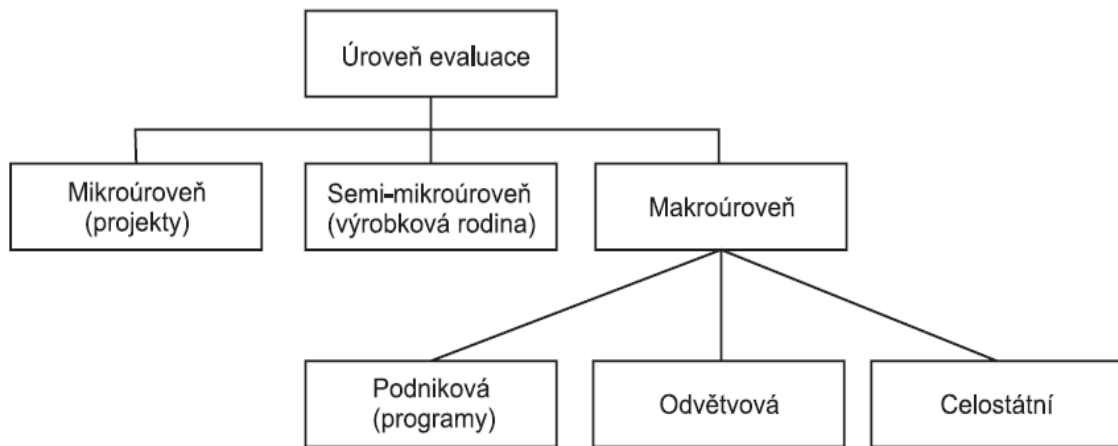 Úroveň evaluace
Mikroúroveň
(projekty)
Semi-mikroúroveň
(výrobková rodina)
Makroúroveň
Podniková
(programy)
Odvětvová
Celostátní